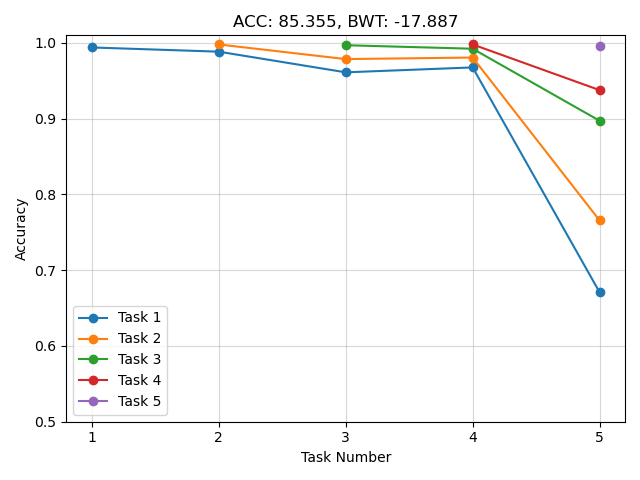 ACC: 85.355, BWT: -17.887
1.0
0.9
0.8
0.7
0.6
0.5
Accuracy
Task 1
Task 2
Task 3
Task 4
Task 5
1 2 3 4 5
Task Number